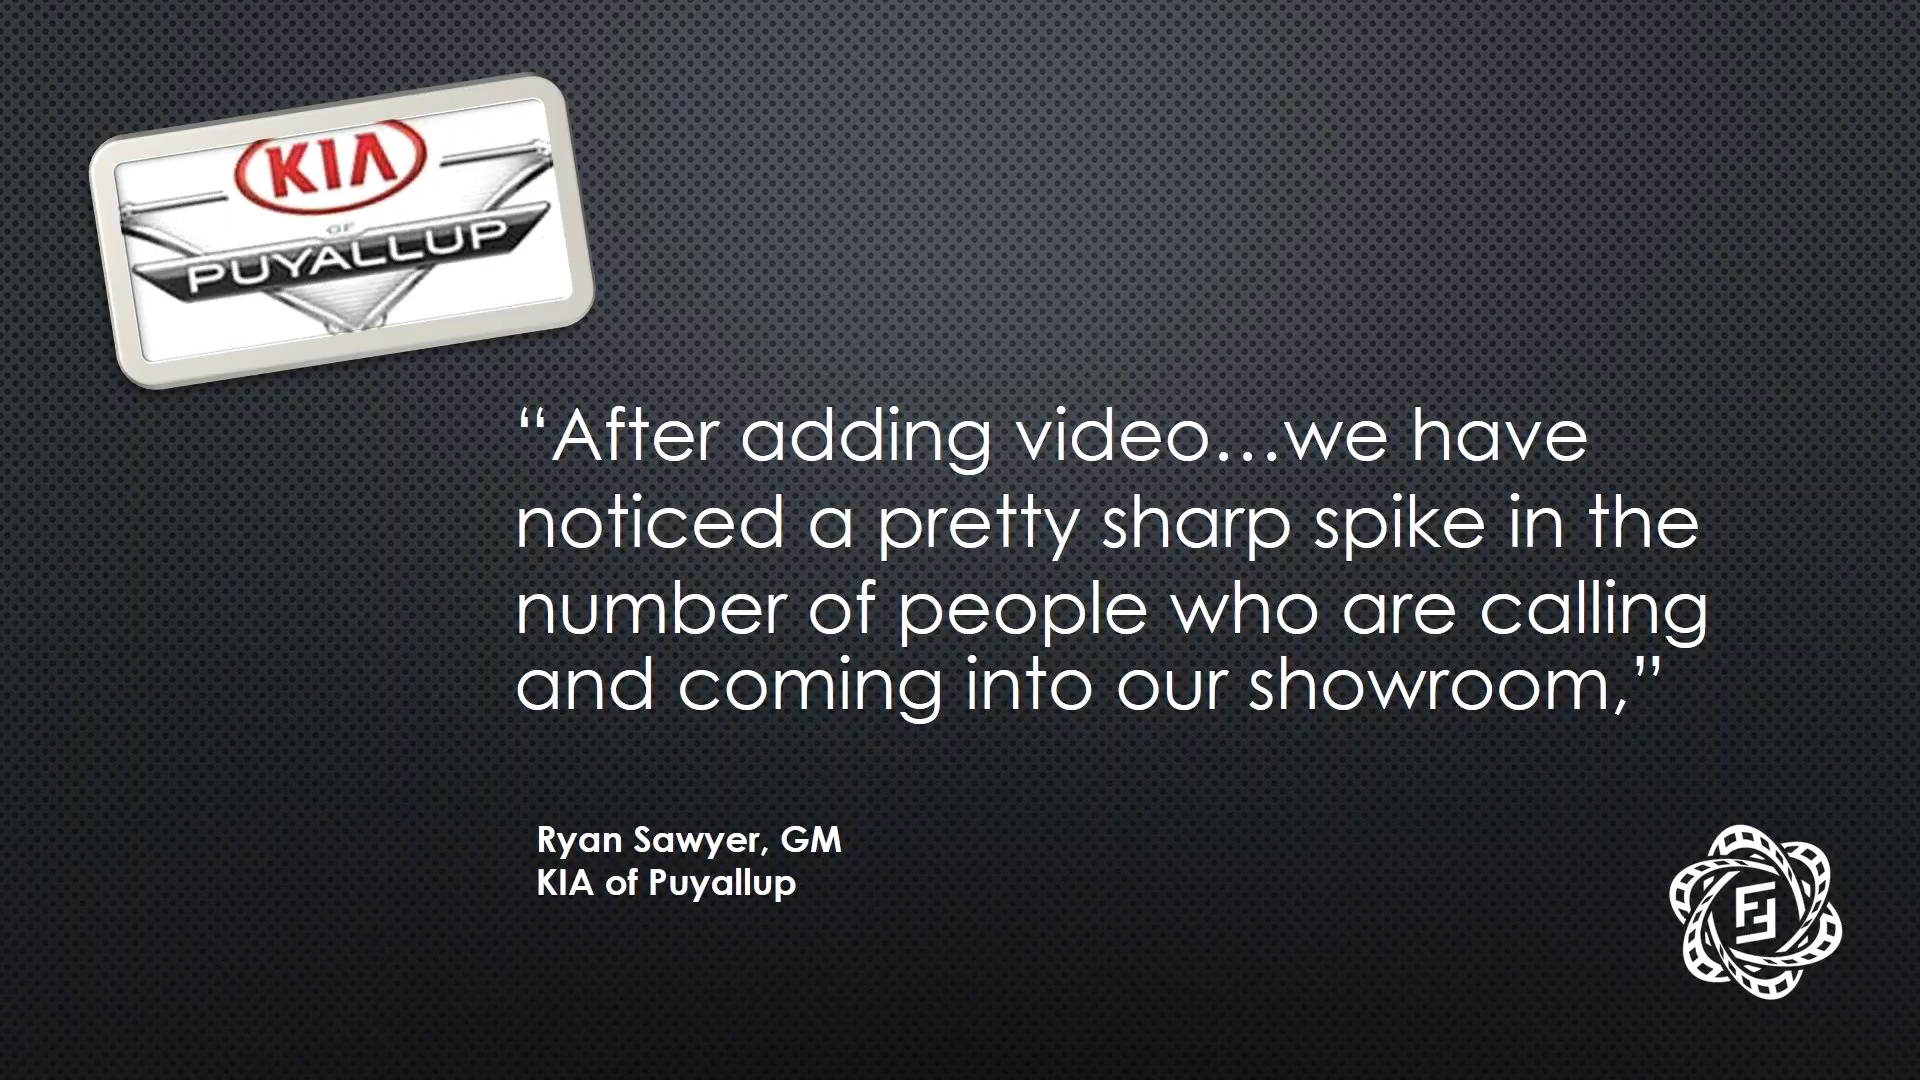 KIA
OF
PUYALLUP
“After adding video…we have
noticed a pretty sharp spike in the
number of people who are calling
and coming into our showroom,”
Ryan Sawyer, GM
KIA of Puyallup